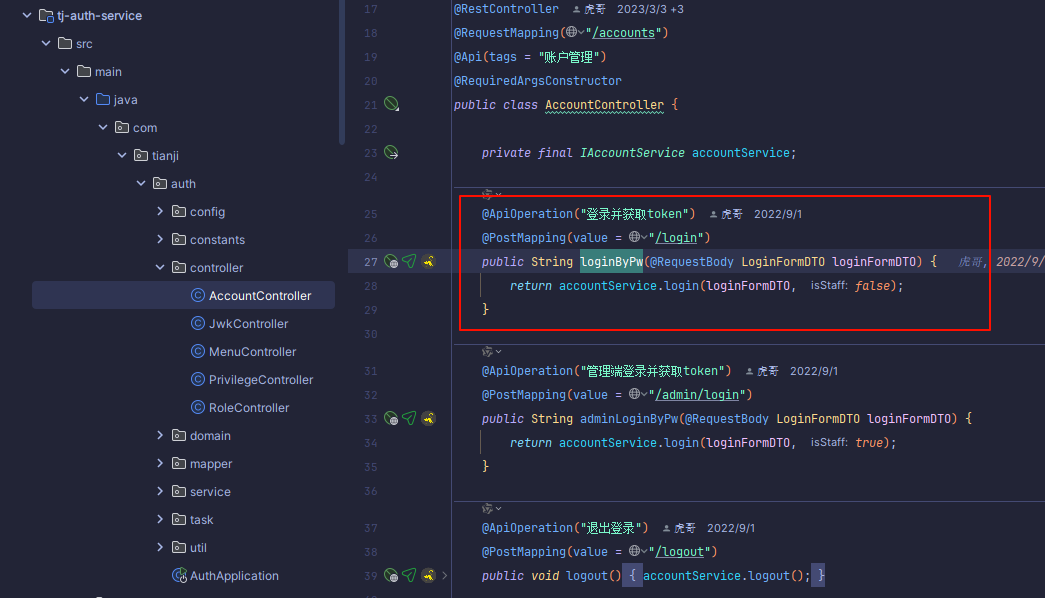 tj-auth-service
src
main
java
com
tianji
auth
config
constants
controller
AccountController
JwkController
MenuController
PrivilegeController
RoleController
domain
mapper
service
task
util
AuthApplication
17 @RestController 虎哥 2023/3/3 +3
18 @RequestMapping("/accounts")
19 @Api(tags = "账户管理")
20 @RequiredArgsConstructor
21 public class AccountController {
22
23 private final IAccountService accountService;
24
25 @ApiOperation("登录并获取token") 虎哥 2022/9/1
26 @PostMapping(value = "/login")
27 public String loginByPw(@RequestBody LoginFormDTO loginFormDTO) { 虎哥, 2022/9/
28 return accountService.login(loginFormDTO, isStaff: false);
29 }
30
31 @ApiOperation("管理端登录并获取token") 虎哥 2022/9/1
32 @PostMapping(value = "/admin/login")
33 public String adminLoginByPw(@RequestBody LoginFormDTO loginFormDTO) {
34 return accountService.login(loginFormDTO, isStaff: true);
35 }
36
37 @ApiOperation("退出登录") 虎哥 2022/9/1
38 @PostMapping(value = "/logout")
39 public void logout() { accountService.logout(); }